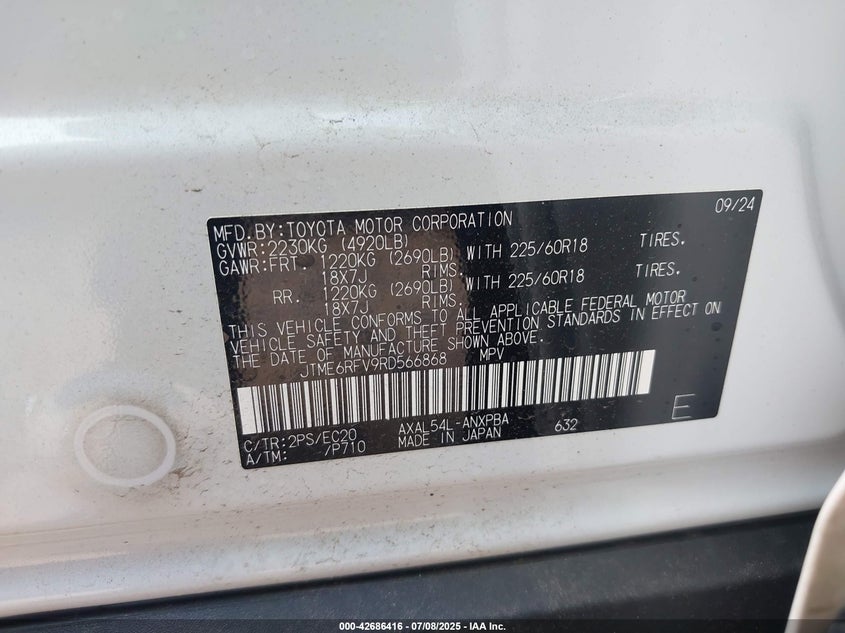 09/24
MFD.BY:TOYOTA MOTOR CORPORATION
GVWR:2230KG (4920LB)
GAWR:FRT. 1220KG (2690LB) WITH 225/60R18 TIRES.
18X7J RIMS.
RR. 1220KG (2690LB) WITH 225/60R18 TIRES.
18X7J RIMS.
THIS VEHICLE CONFORMS TO ALL APPLICABLE FEDERAL MOTOR
VEHICLE SAFETY AND THEFT PREVENTION STANDARDS IN EFFECT ON
THE DATE OF MANUFACTURE SHOWN ABOVE.
JTME6RFV9RD566868 MPV
C/TR:2PS/EC20 AXAL54L-ANXPBA 632 E
A/TM: /P710 MADE IN JAPAN
000-42686416 - 07/08/2025 - IAA Inc.